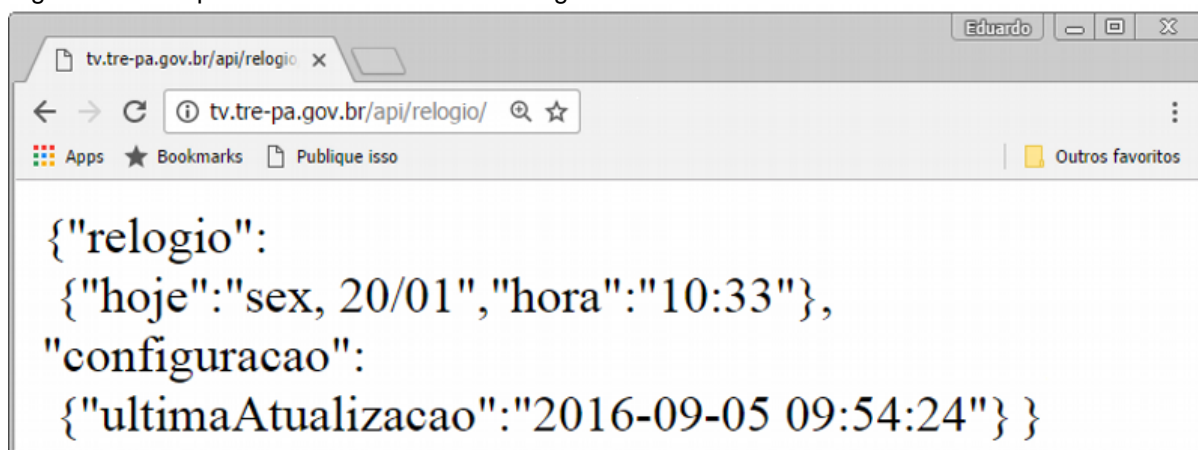 Eduardo
tv.tre-pa.gov.br/api/relogio
tv.tre-pa.gov.br/api/relogio/
Apps Bookmarks Publique isso Outros favoritos
{"relogio":
{"hoje":"sex, 20/01","hora":"10:33"},
"configuracao":
{"ultimaAtualizacao":"2016-09-05 09:54:24"} }